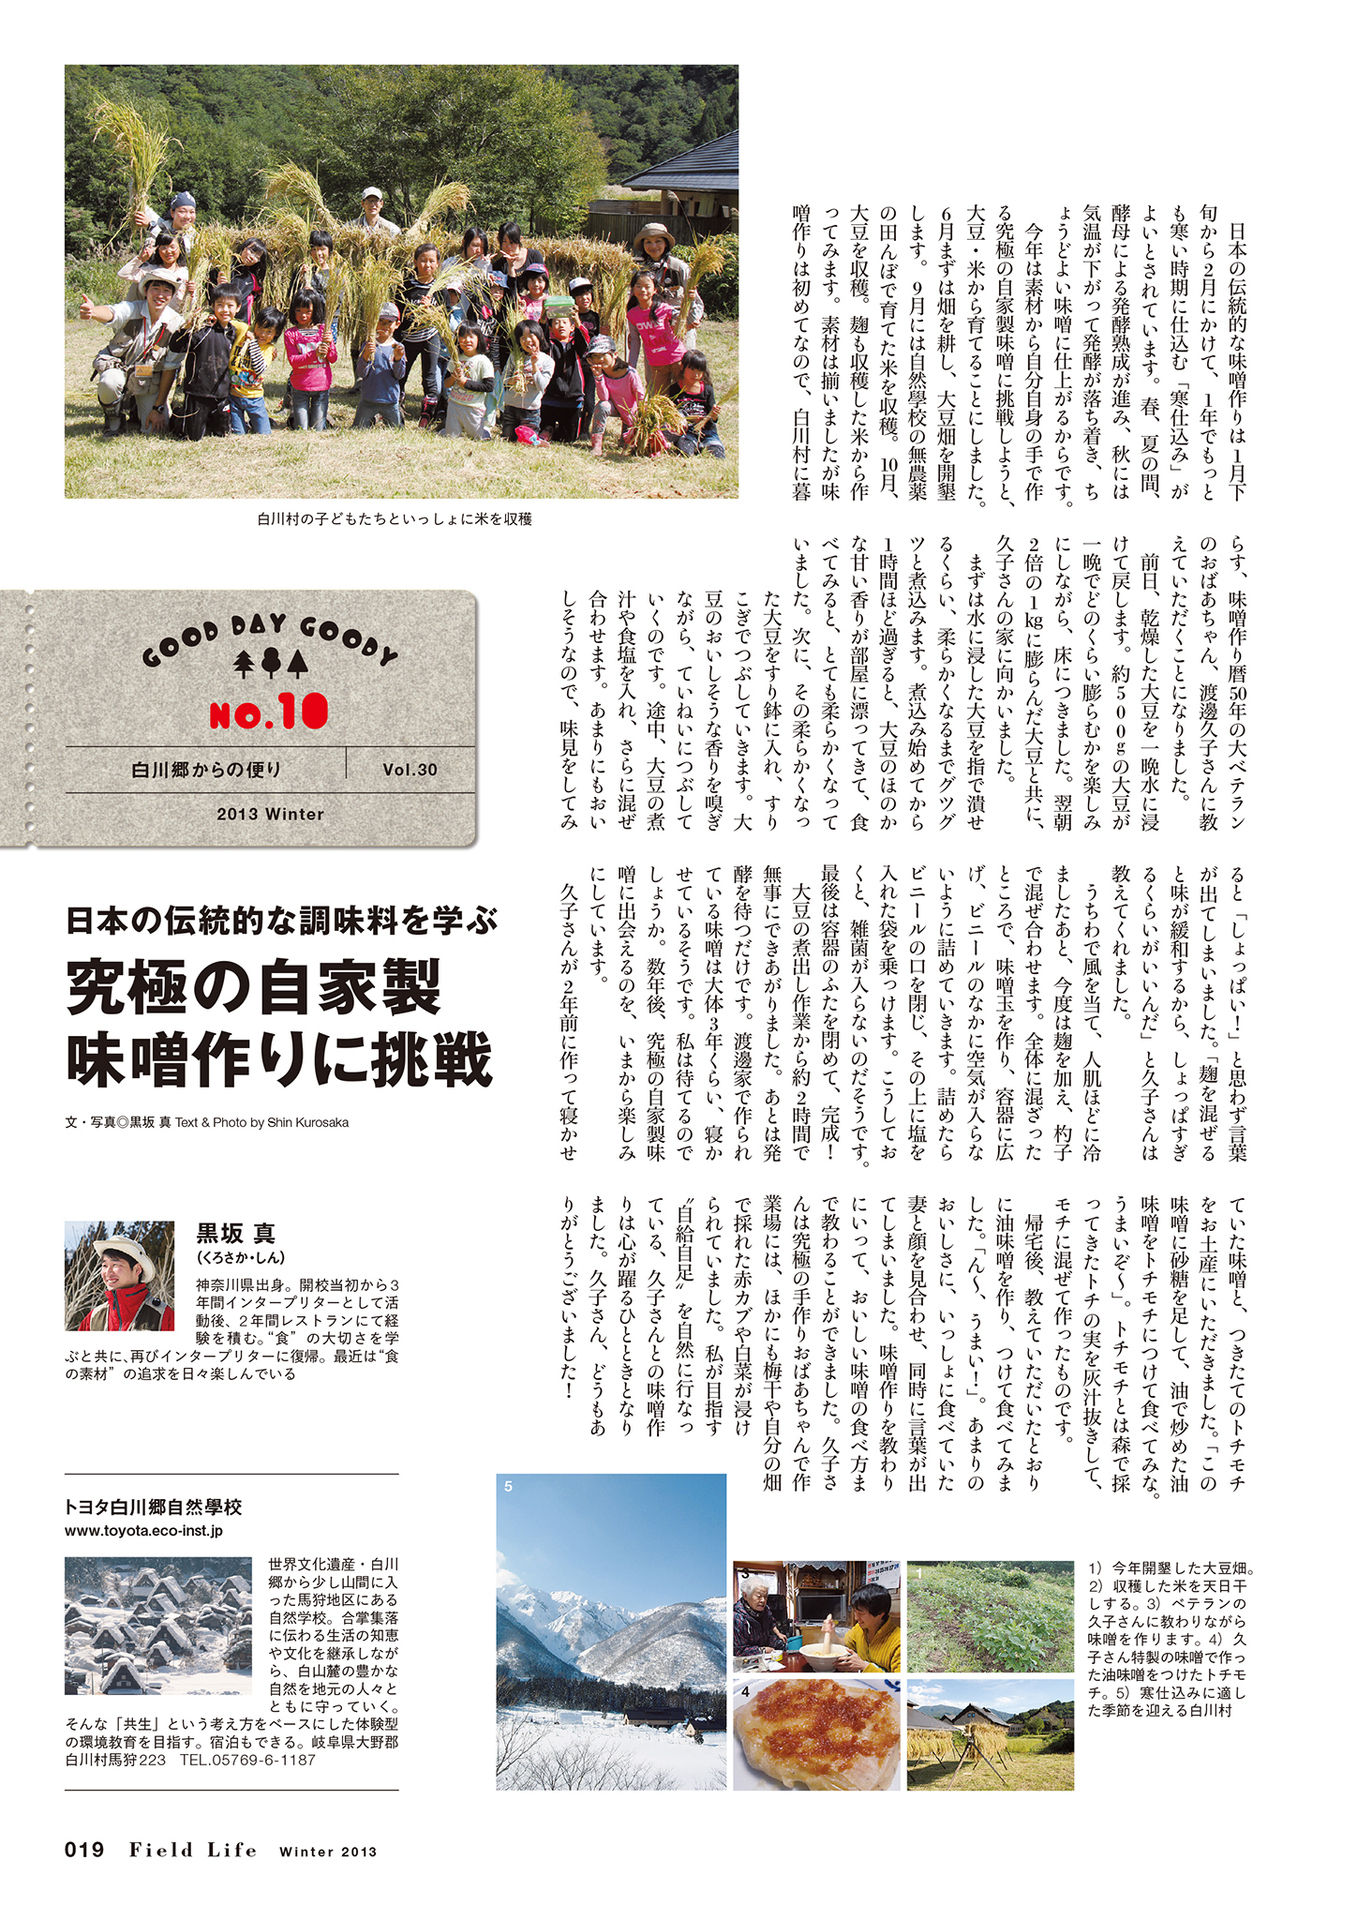 白川村の子どもたちといっしょに米を収穫
GOOD DAY GOODY
NO.10
白川郷からの便り
Vol.30
2013 Winter
日本の伝統的な調味料を学ぶ
究極の自家製
味噌作りに挑戦
文・写真◎黒坂 真 Text & Photo by Shin Kurosaka
日本の伝統的な味噌作りは1月下
旬から2月にかけて、1年でもっと
も寒い時期に仕込む「寒仕込み」が
よいとされています。春、夏の間、
酵母による発酵熟成が進み、秋には
気温が下がって発酵が落ち着き、ち
ょうどよい味噌に仕上がるからです。
今年は素材から自分自身の手で作
る究極の自家製味噌に挑戦しようと、
大豆・米から育てることにしました。
6月まずは畑を耕し、大豆畑を開墾
します。9月には自然學校の無農薬
の田んぼで育てた米を収穫。10月、
大豆を収穫。麹も収穫した米から作
ってみます。素材は揃いましたが味
噌作りは初めてなので、白川村に暮
らす、味噌作り暦50年の大ベテラン
のおばあちゃん、渡邊久子さんに教
えていただくことになりました。
前日、乾燥した大豆を一晩水に浸
けて戻します。約500gの大豆が
一晩でどのくらい膨らむかを楽しみ
にしながら、床につきました。翌朝
2倍の1kgに膨らんだ大豆と共に、
久子さんの家に向かいました。
まずは水に浸した大豆を指で潰せ
るくらい、柔らかくなるまでグツグ
ツと煮込みます。煮込み始めてから
1時間ほど過ぎると、大豆のほのか
な甘い香りが部屋に漂ってきて、食
べてみると、とても柔らかくなって
いました。次に、その柔らかくなっ
た大豆をすり鉢に入れ、すり
こぎでつぶしていきます。大
豆のおいしそうな香りを嗅ぎ
ながら、ていねいにつぶして
いくのです。途中、大豆の煮
汁や食塩を入れ、さらに混ぜ
合わせます。あまりにもおい
しそうなので、味見をしてみ
ると「しょっぱい!」と思わず言葉
が出てしまいました。「麹を混ぜる
と味が緩和するから、しょっぱすぎ
るくらいがいいんだ」と久子さんは
教えてくれました。
うちわで風を当て、人肌ほどに冷
ましたあと、今度は麹を加え、杓子
で混ぜ合わせます。全体に混ざった
ところで、味噌玉を作り、容器に広
げ、ビニールのなかに空気が入らな
いように詰めていきます。詰めたら
ビニールの口を閉じ、その上に塩を
入れた袋を乗っけます。こうしてお
くと、雑菌が入らないのだそうです。
最後は容器のふたを閉めて、完成!
大豆の煮出し作業から約2時間で
無事にできあがりました。あとは発
酵を待つだけです。渡邊家で作られ
ている味噌は大体3年くらい、寝か
せているそうです。私は待てるので
しょうか。数年後、究極の自家製味
噌に出会えるのを、いまから楽しみ
にしています。
久子さんが2年前に作って寝かせ
ていた味噌と、つきたてのトチモチ
をお土産にいただきました。「この
味噌に砂糖を足して、油で炒めた油
味噌をトチモチにつけて食べてみな。
うまいぞ〜」。トチモチとは森で採
ってきたトチの実を灰汁抜きして、
モチに混ぜて作ったものです。
帰宅後、教えていただいたとおり
に油味噌を作り、つけて食べてみま
した。「ん〜、うまい!」。あまりの
おいしさに、いっしょに食べていた
妻と顔を見合わせ、同時に言葉が出
てしまいました。味噌作りを教わり
にいって、おいしい味噌の食べ方ま
で教わることができました。久子さ
んは究極の手作りおばあちゃんで作
業場には、ほかにも梅干や自分の畑
で採れた赤カブや白菜が浸け
られていました。私が目指す
〝自給自足〟を自然に行なっ
ている、久子さんとの味噌作
りは心が躍るひとときとなり
ました。久子さん、どうもあ
りがとうございました!
黒坂 真
(くろさか・しん)
神奈川県出身。開校当初から3
年間インタープリターとして活
動後、2年間レストランにて経
験を積む。“食”の大切さを学
ぶと共に、再びインタープリターに復帰。最近は“食
の素材”の追求を日々楽しんでいる
トヨタ白川郷自然學校
www.toyota.eco-inst.jp
世界文化遺産・白川
郷から少し山間に入
った馬狩地区にある
自然学校。合掌集落
に伝わる生活の知恵
や文化を継承しなが
ら、白山麓の豊かな
自然を地元の人々と
ともに守っていく。
そんな「共生」という考え方をベースにした体験型
の環境教育を目指す。宿泊もできる。岐阜県大野郡
白川村馬狩223 TEL.05769-6-1187
5
3
1
4
2
1）今年開墾した大豆畑。
2）収穫した米を天日干
しする。3）ベテランの
久子さんに教わりながら
味噌を作ります。4）久
子さん特製の味噌で作っ
た油味噌をつけたトチモ
チ。5）寒仕込みに適し
た季節を迎える白川村
019 Field Life Winter 2013